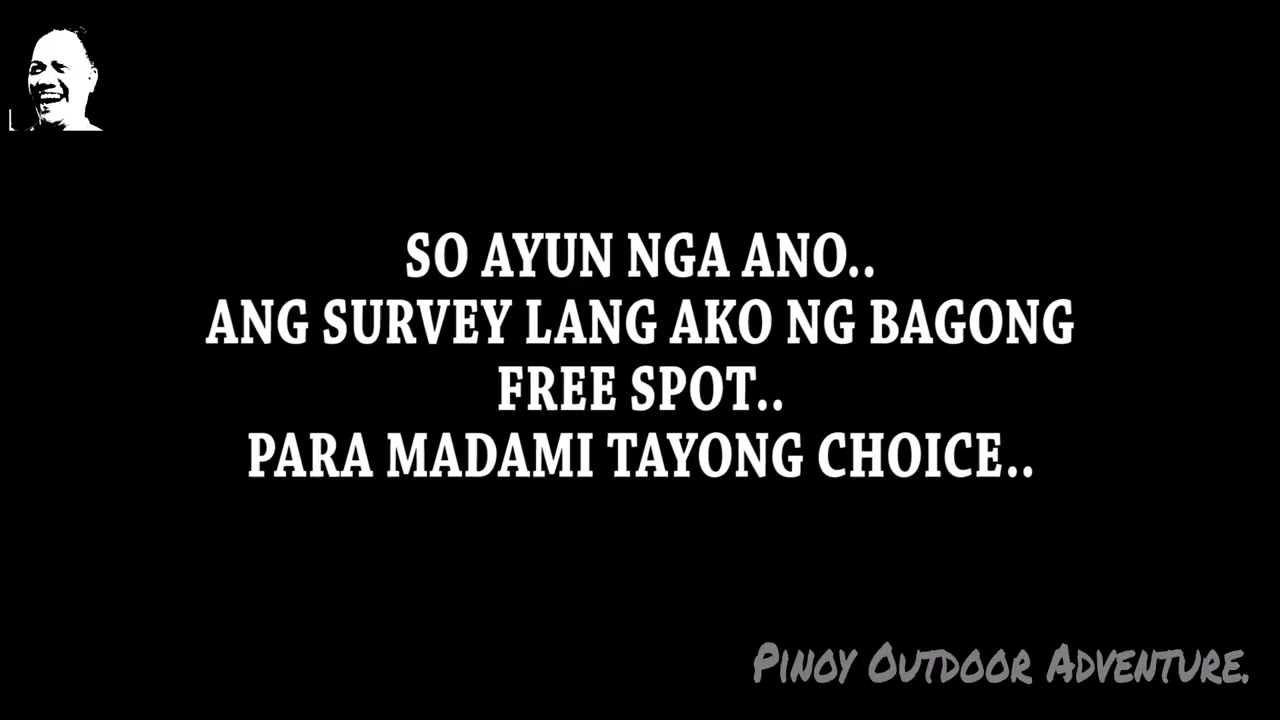 SO AYUN NGA ANO..
ANG SURVEY LANG AKO NG BAGONG
FREE SPOT..
PARA MADAMI TAYONG CHOICE..
PINOY OUTDOOR ADVENTURE.